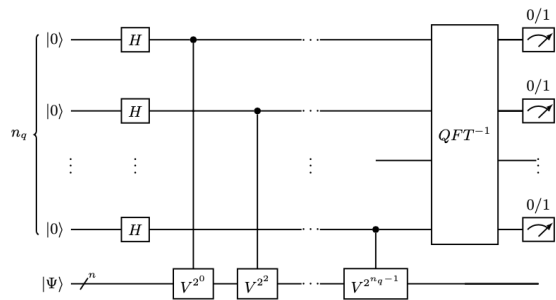 0/1
|0⟩ H
0/1
|0⟩ H
n_q QFT^{-1}
⋮ ⋮ ⋮ ⋮
0/1
|0⟩ H
|Ψ⟩ n V^{2^0} V^{2^2} ··· V^{2^{n_q-1}}